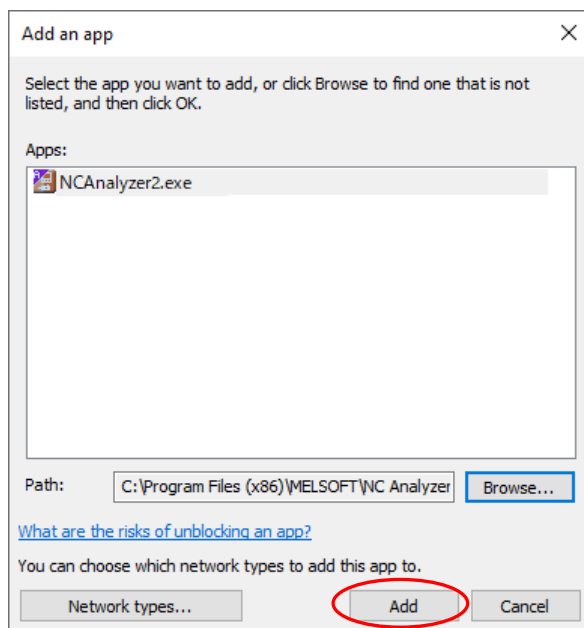 Add an app
Select the app you want to add, or click Browse to find one that is not
listed, and then click OK.
Apps:
NCAnalyzer2.exe
Path:
C:\Program Files (x86)\MELSOFT\NC Analyzer
Browse...
What are the risks of unblocking an app?
You can choose which network types to add this app to.
Network types...
Add
Cancel